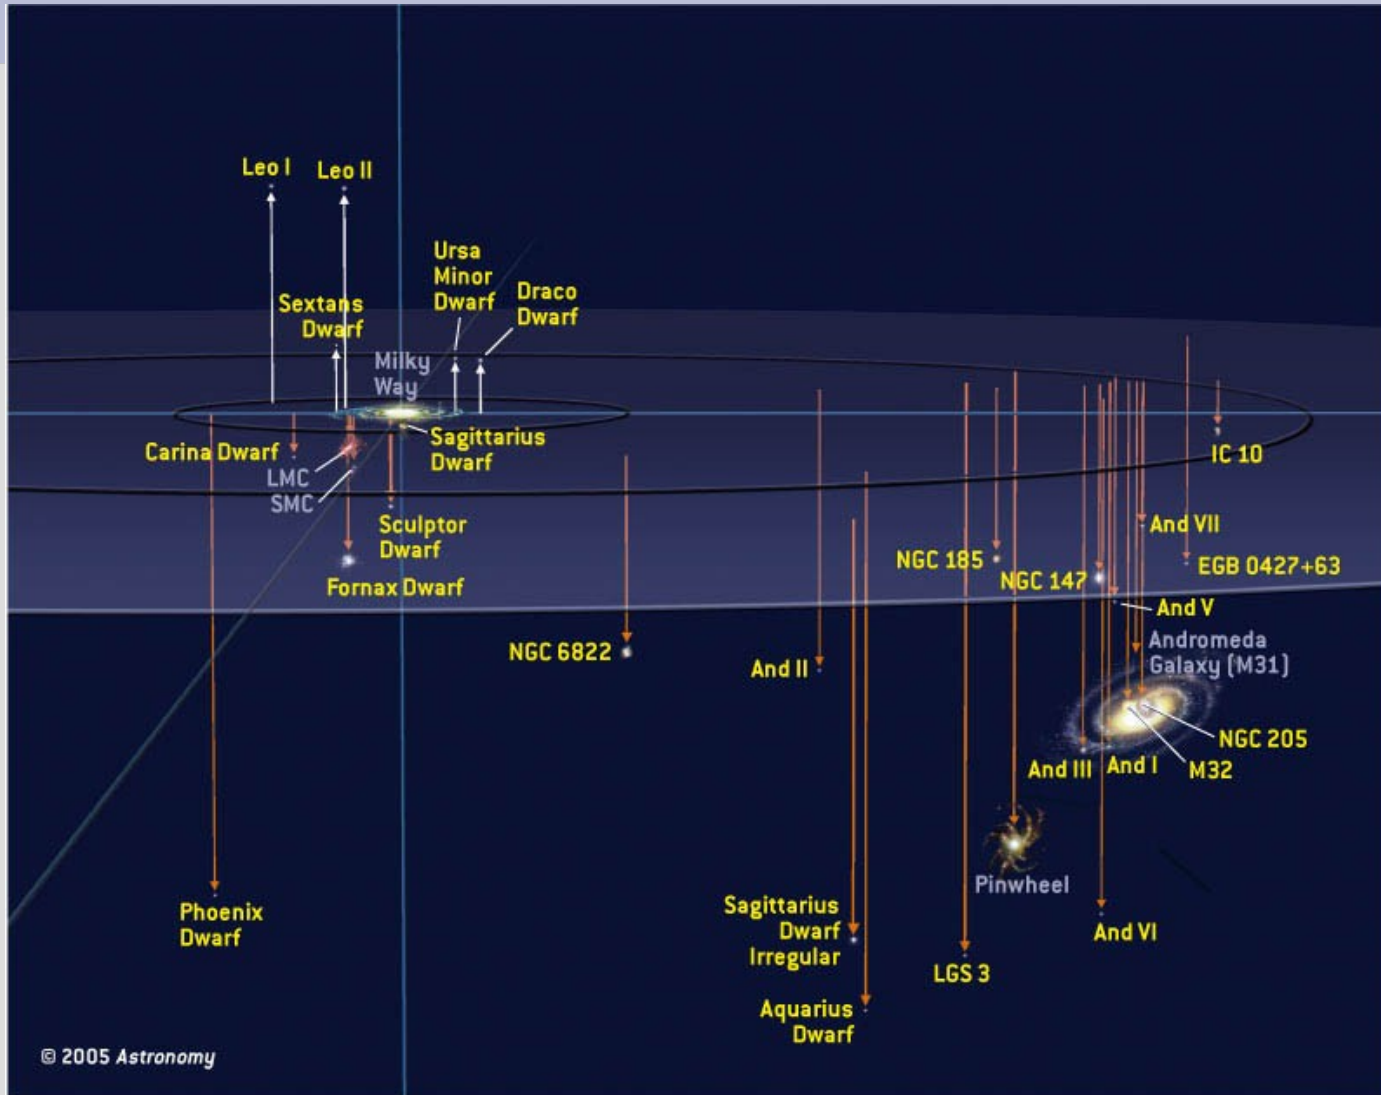 Leo I
Leo II
Ursa
Minor
Dwarf
Draco
Dwarf
Sextans
Dwarf
Milky
Way
Carina Dwarf
Sagittarius
Dwarf
LMC
SMC
IC 10
Sculptor
Dwarf
Fornax Dwarf
And VII
NGC 185
NGC 147
EGB 0427+63
And V
NGC 6822
And II
Andromeda
Galaxy (M31)
NGC 205
And III
And I
M32
Pinwheel
Phoenix
Dwarf
Sagittarius
Dwarf
Irregular
And VI
LGS 3
Aquarius
Dwarf
© 2005 Astronomy